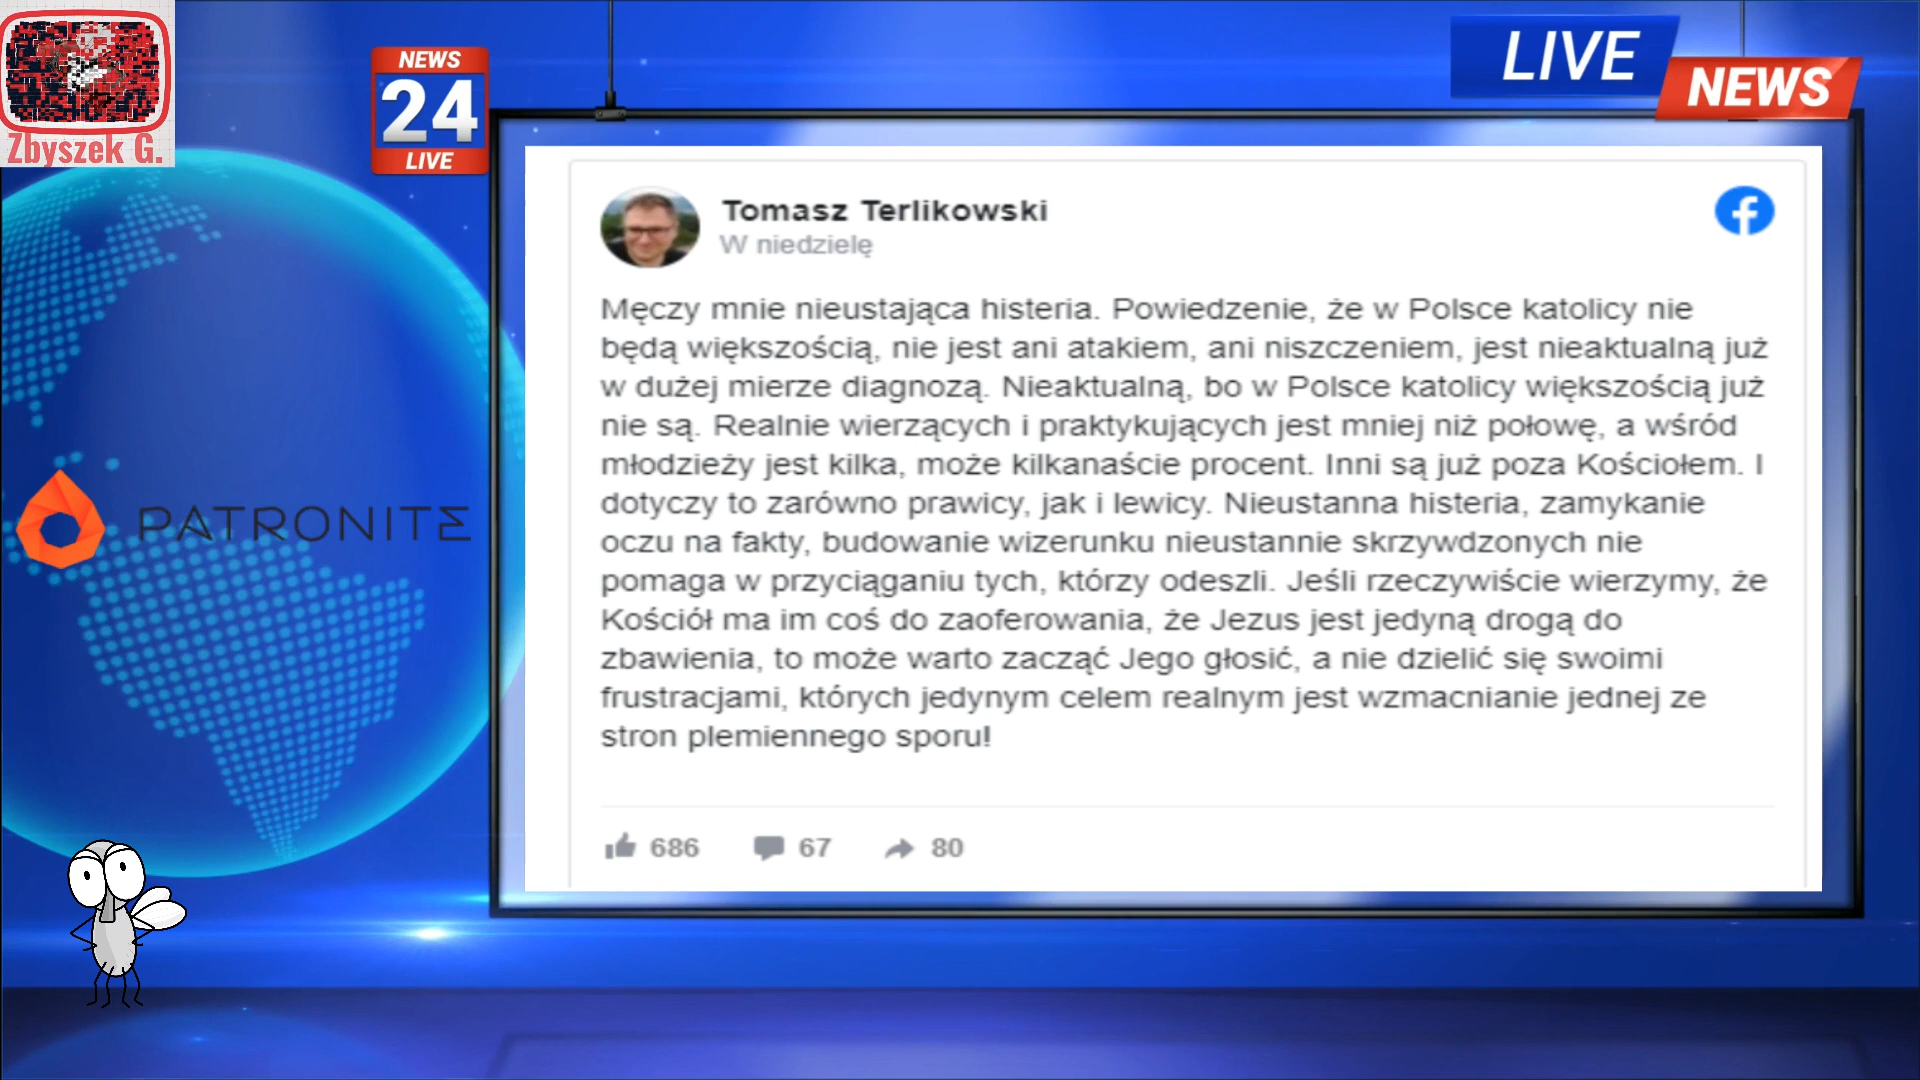 Zbyszek G.
NEWS
24
LIVE
LIVE
NEWS
PATRONITE
Tomasz Terlikowski
W niedzielę
Męczy mnie nieustająca histeria. Powiedzenie, że w Polsce katolicy nie
będą większością, nie jest ani atakiem, ani niszczeniem, jest nieaktualną już
w dużej mierze diagnozą. Nieaktualną, bo w Polsce katolicy większością już
nie są. Realnie wierzących i praktykujących jest mniej niż połowę, a wśród
młodzieży jest kilka, może kilkanaście procent. Inni są już poza Kościołem. I
dotyczy to zarówno prawicy, jak i lewicy. Nieustanna histeria, zamykanie
oczu na fakty, budowanie wizerunku nieustannie skrzywdzonych nie
pomaga w przyciąganiu tych, którzy odeszli. Jeśli rzeczywiście wierzymy, że
Kościół ma im coś do zaoferowania, że Jezus jest jedyną drogą do
zbawienia, to może warto zacząć Jego głosić, a nie dzielić się swoimi
frustracjami, których jedynym celem realnym jest wzmacnianie jednej ze
stron plemiennego sporu!
686 67 80